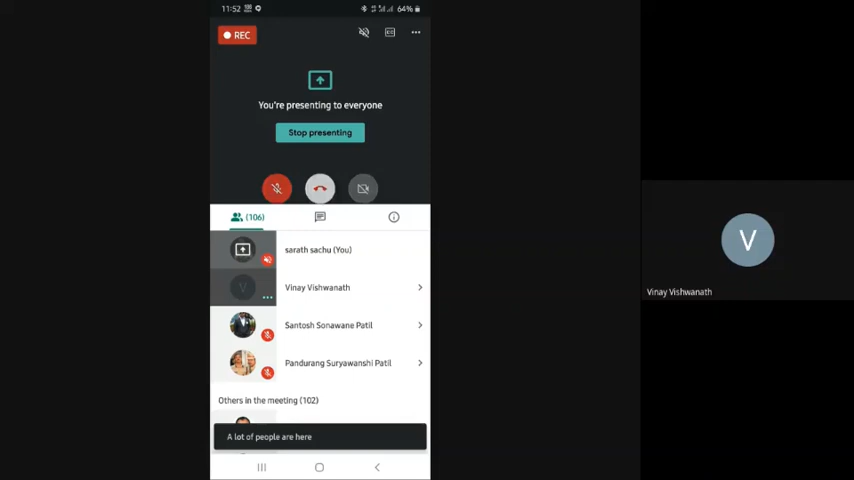 11:52
64%
REC
You're presenting to everyone
Stop presenting
(106)
sarath sachu (You)
V
Vinay Vishwanath
Santosh Sonawane Patil
Pandurang Suryawanshi Patil
Others in the meeting (102)
A lot of people are here
V
Vinay Vishwanath